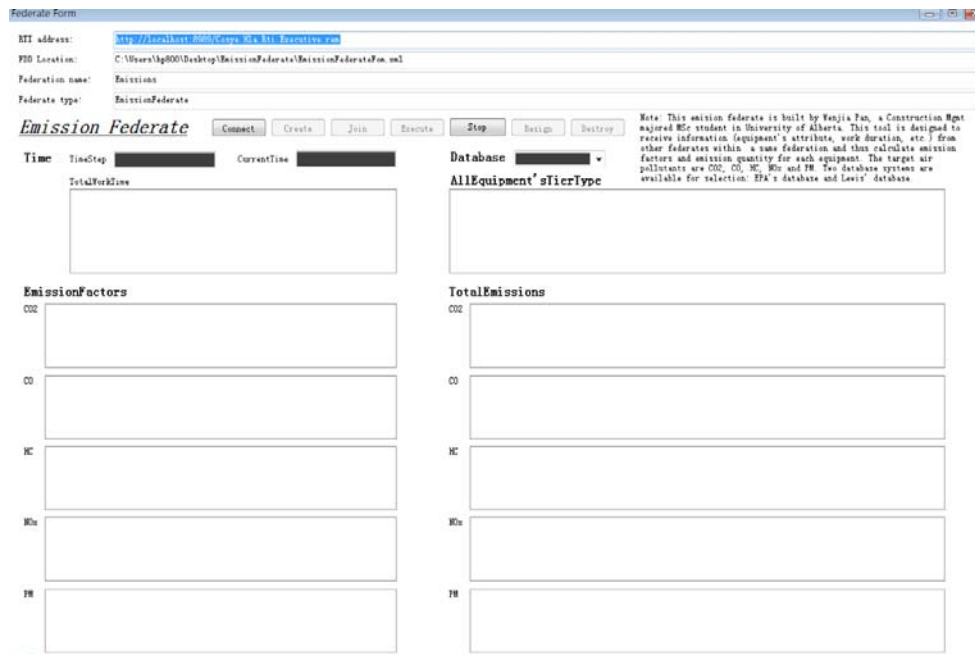 Federate Form
RTI address: http://localhost:8989/Cosye Hla Rti Executive rem
FDD Location: C:\Users\hp800\Desktop\EmissionFederate\EmissionFederateFom.xml
Federation name: Emissions
Federate type: EmissionFederate
Emission Federate Connect Create Join Execute Stop Resign Destroy
Note: This emision federate is built by Wenjia Pan, a Construction Mgmt
majored MSc student in University of Alberta. This tool is designed to
receive information (equipment's attribute, work duration, etc.) from
other federates within a same federation and thus calculate emission
factors and emission quantity for each equipment. The target air
pollutants are CO2, CO, HC, NOx and PM. Two database systems are
available for selection: EPA's database and Lewis' database.
Time TimeStep CurrentTime Database
TotalWorkTime AllEquipment'sTierType
EmissionFactors TotalEmissions
CO2 CO2
CO CO
HC HC
NOx NOx
PM PM